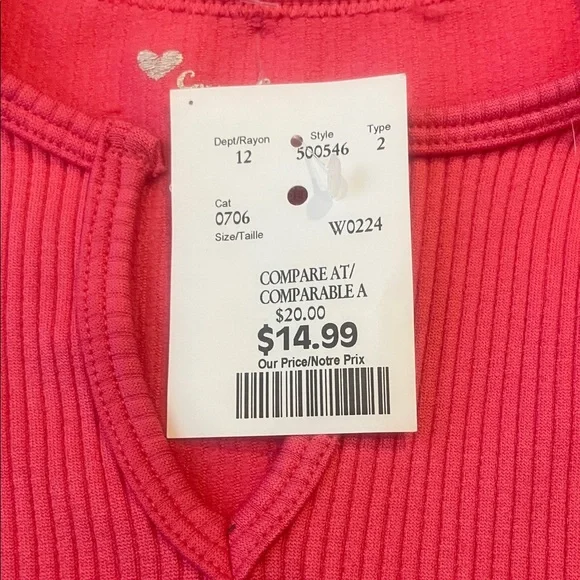 Dept/Rayon Style Type
12 500546 2
Cat
0706
Size/Taille W0224
COMPARE AT/
COMPARABLE A
$20.00
$14.99
Our Price/Notre Prix